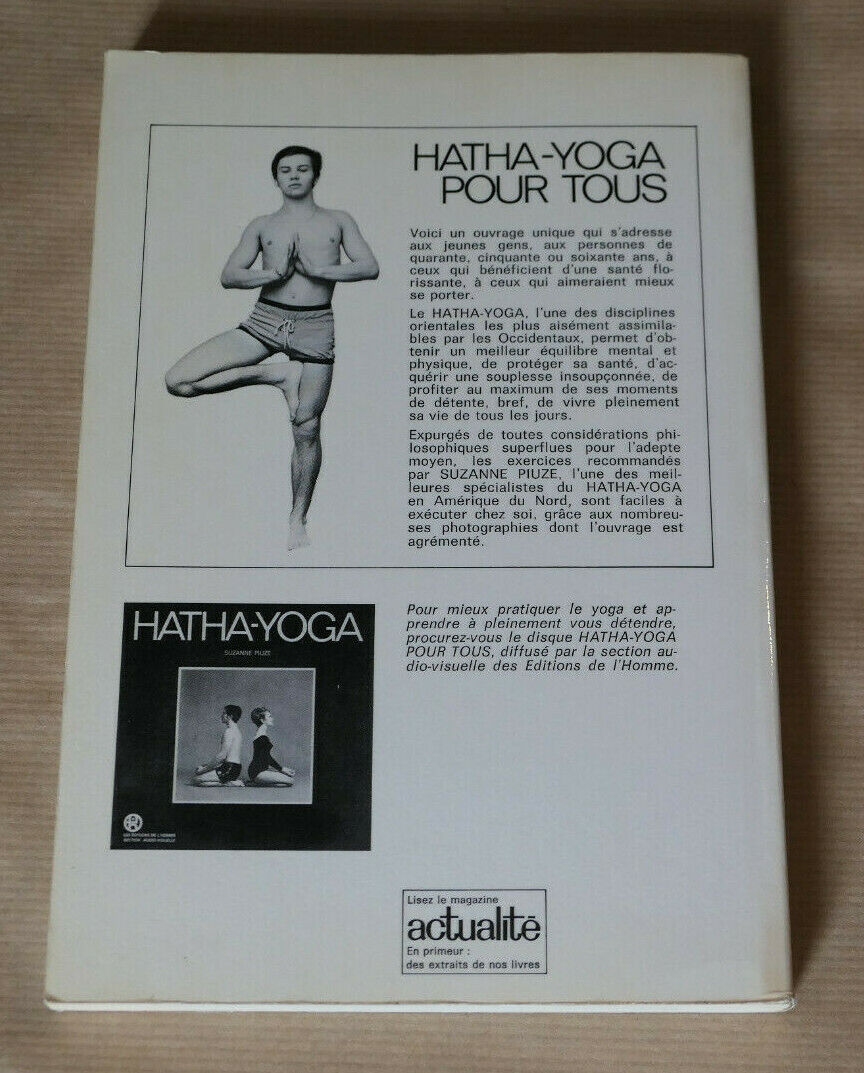 HATHA-YOGA
POUR TOUS
Voici un ouvrage unique qui s'adresse
aux jeunes gens, aux personnes de
quarante, cinquante ou soixante ans, à
ceux qui bénéficient d'une santé flo-
rissante, à ceux qui aimeraient mieux
se porter.
Le HATHA-YOGA, l'une des disciplines
orientales les plus aisément assimila-
bles par les Occidentaux, permet d'ob-
tenir un meilleur équilibre mental et
physique, de protéger sa santé, d'ac-
quérir une souplesse insoupçonnée, de
profiter au maximum de ses moments
de détente, bref, de vivre pleinement
sa vie de tous les jours.
Expurgés de toutes considérations phi-
losophiques superflues pour l'adepte
moyen, les exercices recommandés
par SUZANNE PIUZE, l'une des meil-
leures spécialistes du HATHA-YOGA
en Amérique du Nord, sont faciles à
exécuter chez soi, grâce aux nombreu-
ses photographies dont l'ouvrage est
agrémenté.
HATHA-YOGA
SUZANNE PIUZE
LES EDITIONS DE L'HOMME
SECTION AUDIO-VISUELLE
Pour mieux pratiquer le yoga et ap-
prendre à pleinement vous détendre,
procurez-vous le disque HATHA-YOGA
POUR TOUS, diffusé par la section au-
dio-visuelle des Editions de l'Homme.
Lisez le magazine
actualité
En primeur :
des extraits de nos livres